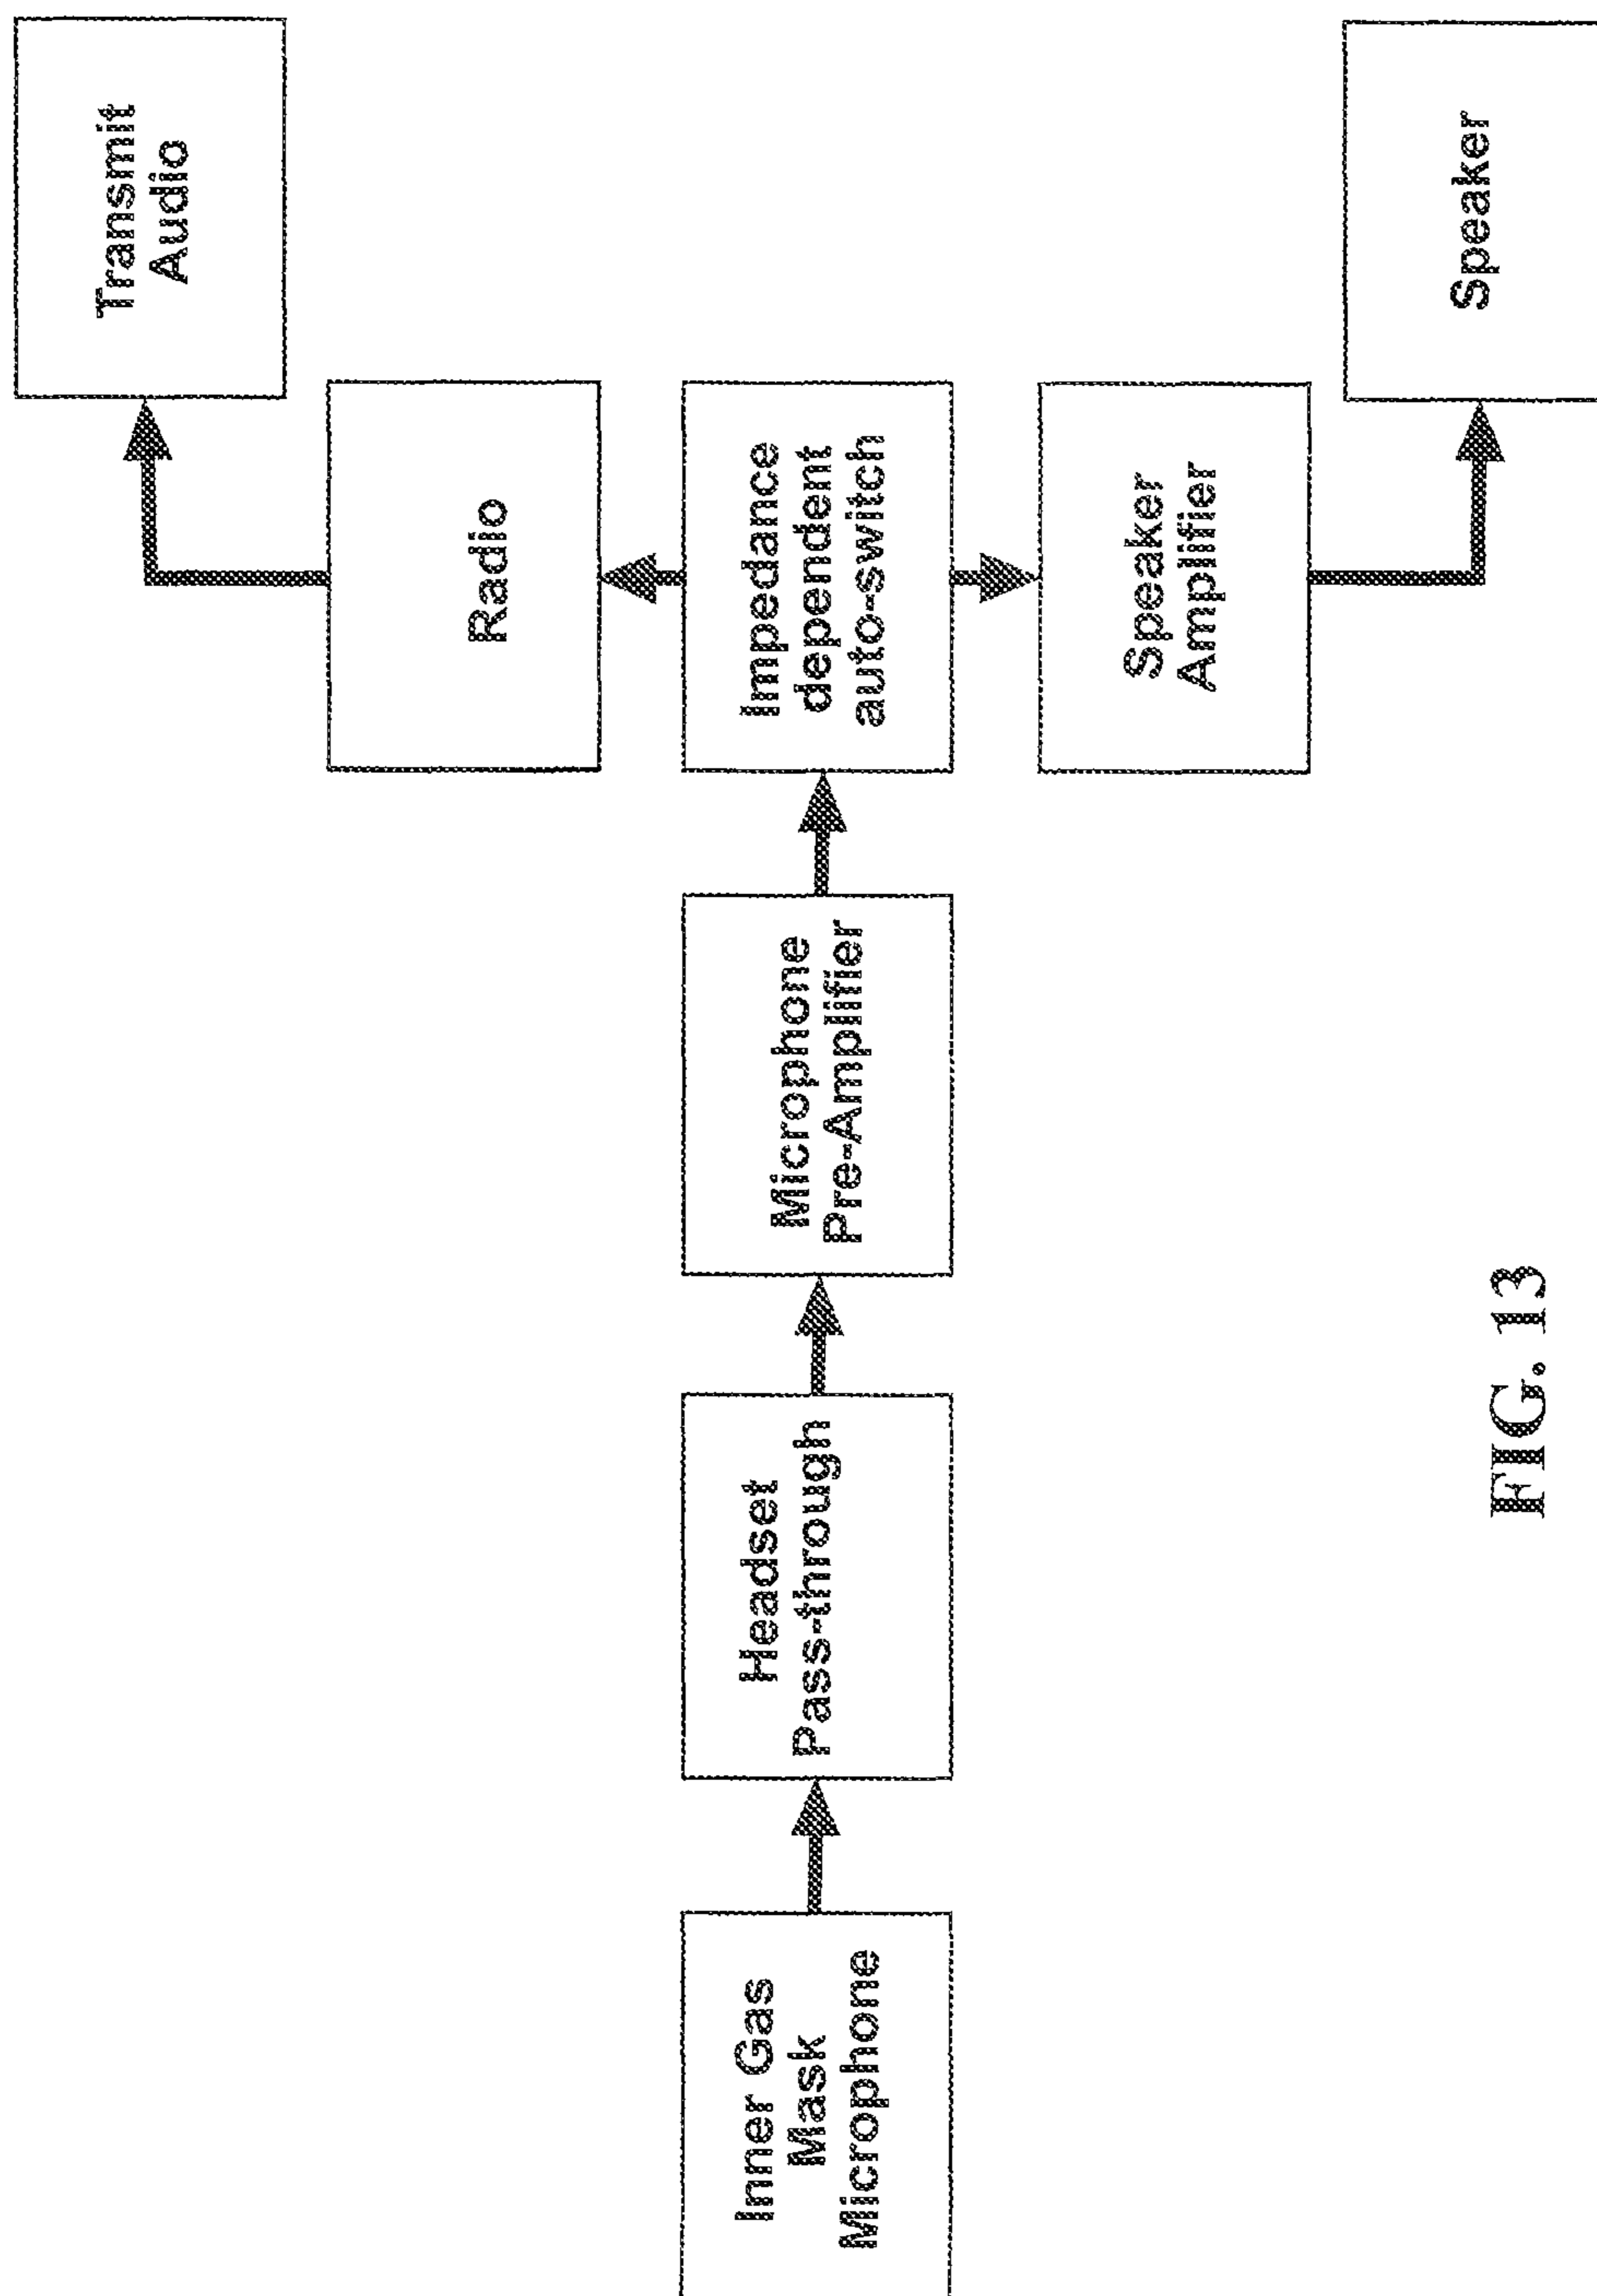 Inner Gas
Mask
Microphone
Headset
Pass-through
Microphone
Pre-Amplifier
Impedance
dependent
auto-switch
Radio
Transmit
Audio
Speaker
Amplifier
Speaker
FIG. 13